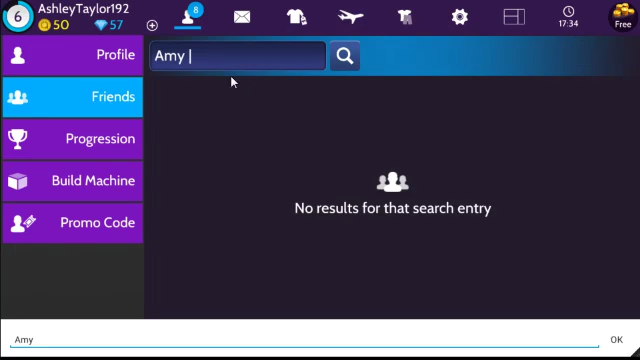 6
AshleyTaylor192
50
57
8
17:34
Free
Profile
Friends
Progression
Build Machine
Promo Code
Amy
No results for that search entry
Amy
OK